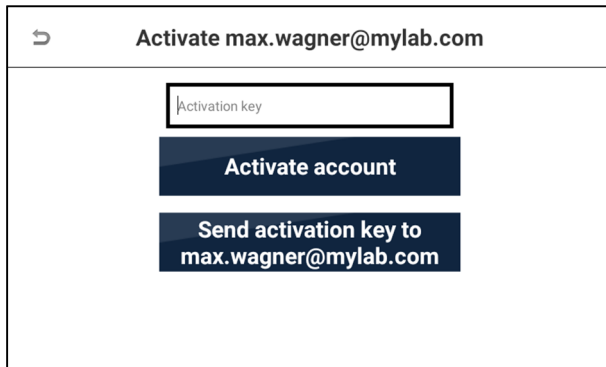 Activate max.wagner@mylab.com
Activation key
Activate account
Send activation key to
max.wagner@mylab.com